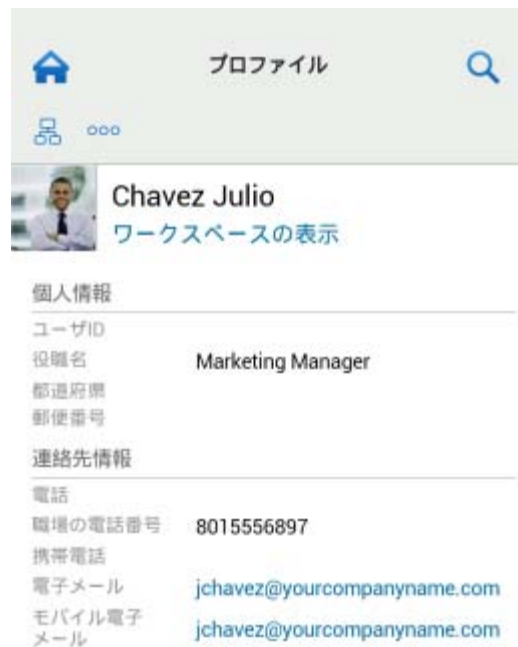 プロファイル
Chavez Julio
ワークスペースの表示
個人情報
ユーザID
役職名 Marketing Manager
都道府県
郵便番号
連絡先情報
電話
職場の電話番号 8015556897
携帯電話
電子メール jchavez@yourcompanyname.com
モバイル電子
メール jchavez@yourcompanyname.com